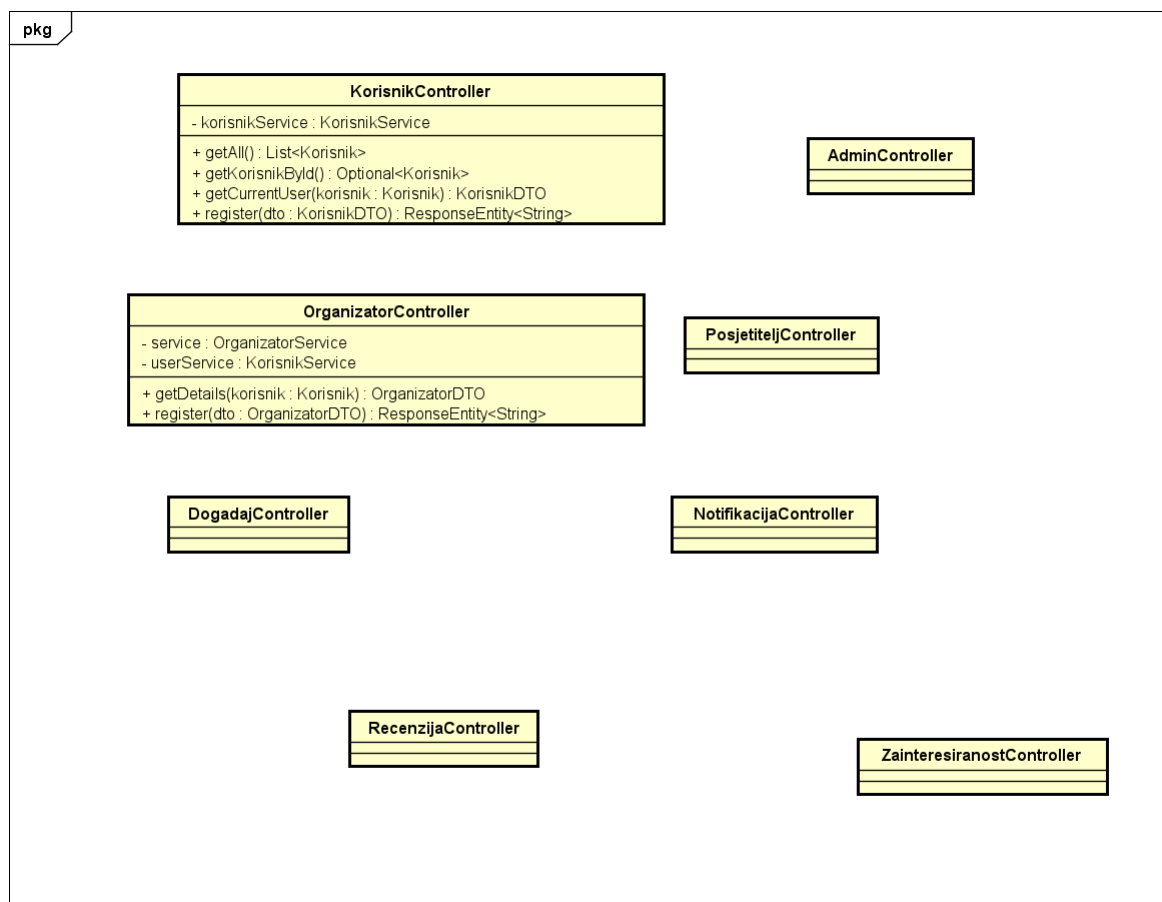 pkg
KorisnikController
- korisnikService : KorisnikService
+ getAll() : List<Korisnik>
+ getKorisnikById() : Optional<Korisnik>
+ getCurrentUser(korisnik : Korisnik) : KorisnikDTO
+ register(dto : KorisnikDTO) : ResponseEntity<String>
AdminController
OrganizatorController
- service : OrganizatorService
- userService : KorisnikService
+ getDetails(korisnik : Korisnik) : OrganizatorDTO
+ register(dto : OrganizatorDTO) : ResponseEntity<String>
PosjetiteljController
DogadajController
NotifikacijaController
RecenzijaController
ZainteresiranostController